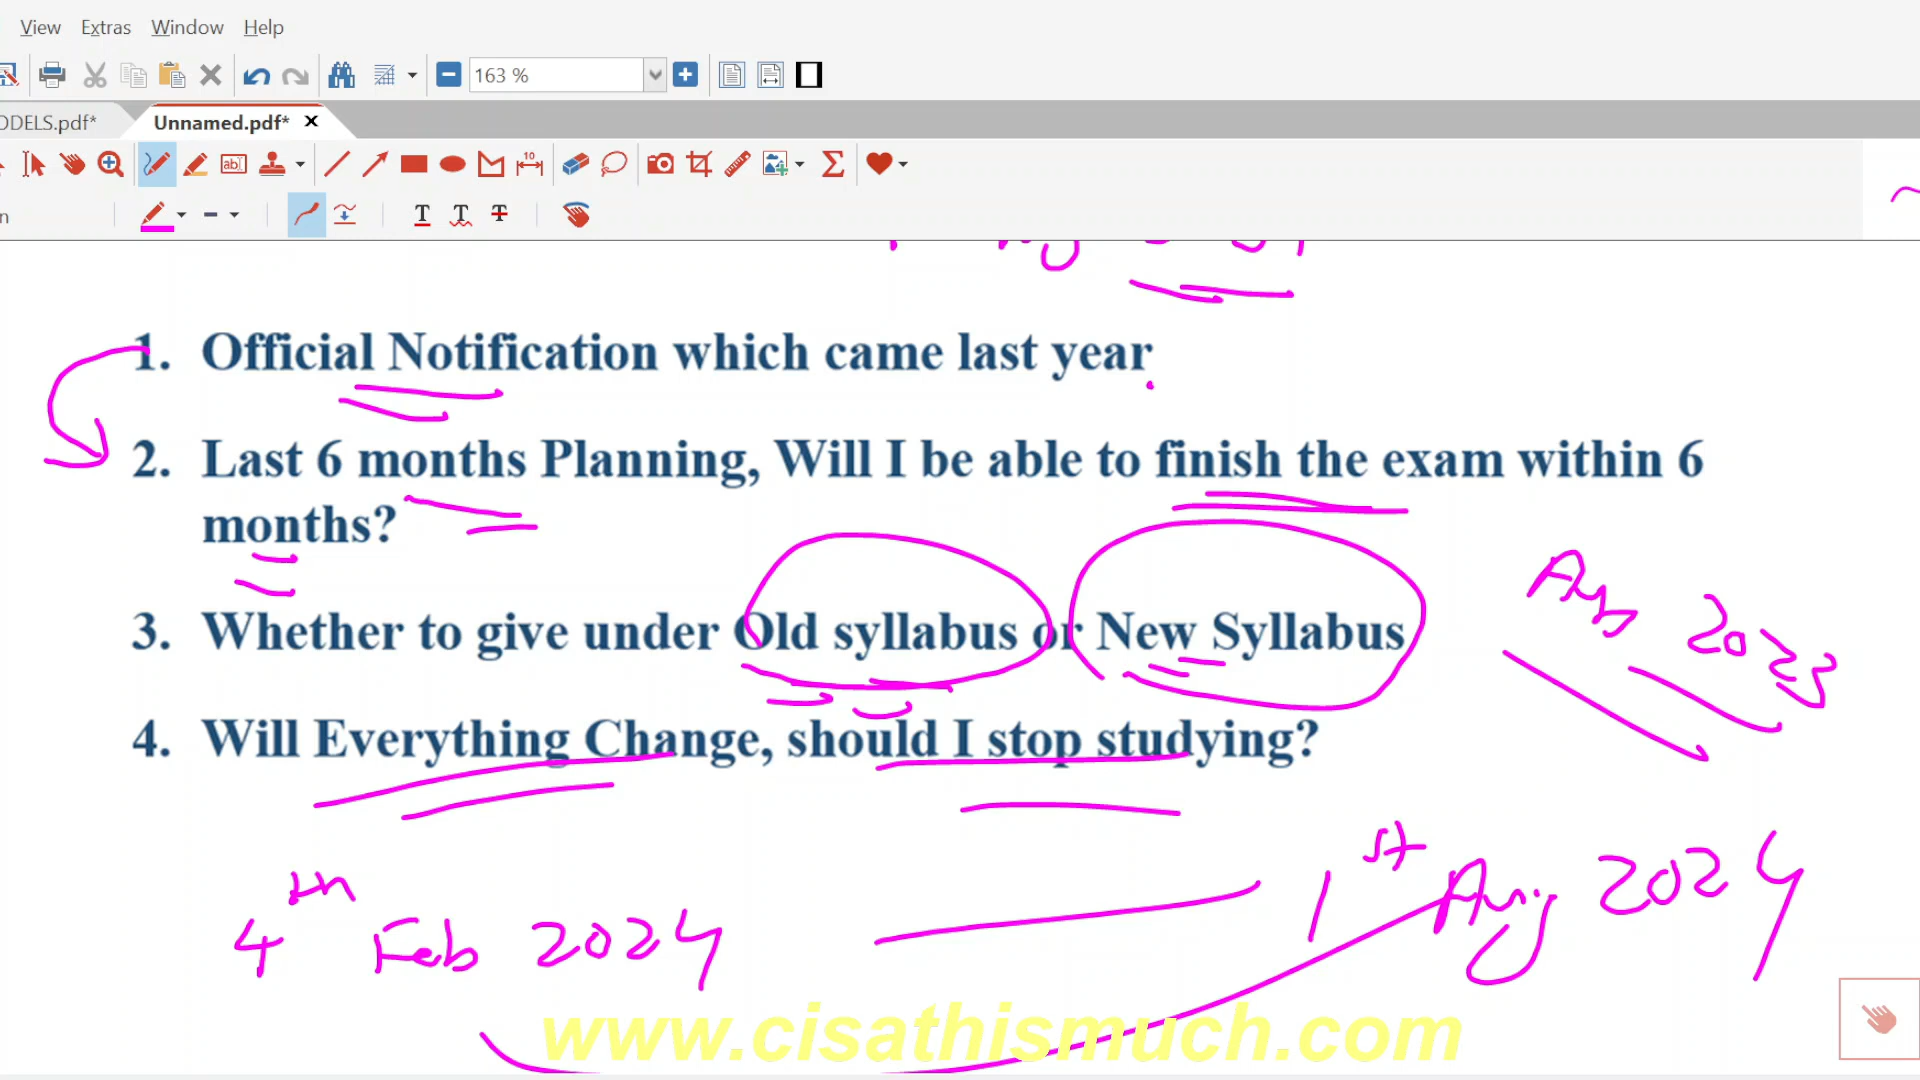 View Extras Window Help
163 %
ODELS.pdf* Unnamed.pdf*
ab
10
n T T T
1. Official Notification which came last year
2. Last 6 months Planning, Will I be able to finish the exam within 6
months?
3. Whether to give under Old syllabus or New Syllabus
2023
4. Will Everything Change, should I stop studying?
4th Feb 2024 1st Aug 2024
www.cisathismuch.com